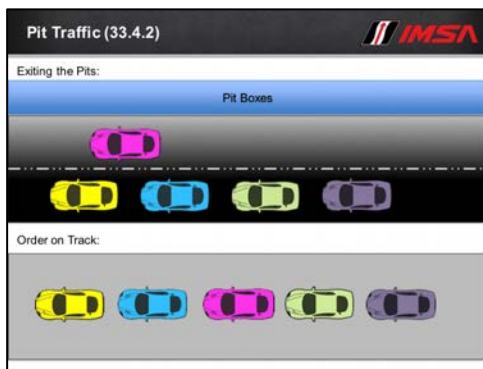 Pit Traffic (33.4.2)
IMSA
Exiting the Pits:
Pit Boxes
Order on Track: